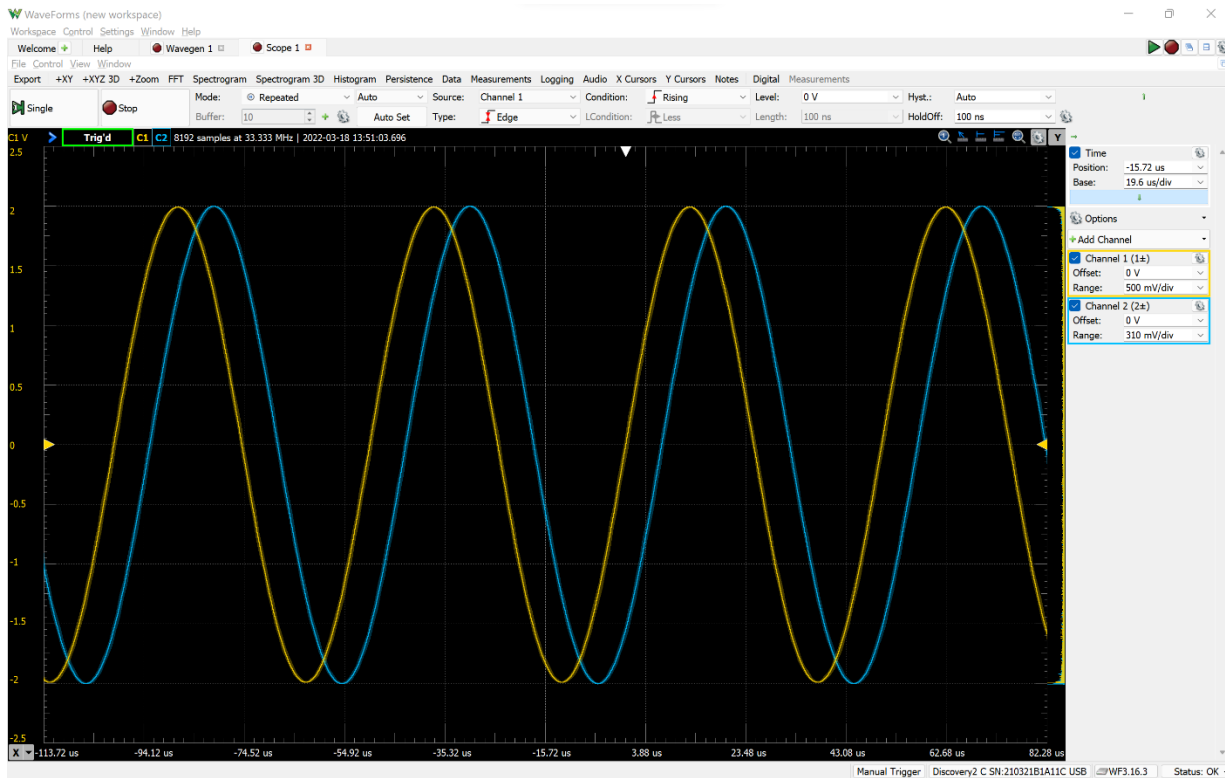 WaveForms (new workspace)
Workspace Control Settings Window Help
Welcome Help Wavegen 1 Scope 1
File Control View Window
Export +XY +XYZ 3D +Zoom FFT Spectrogram Spectrogram 3D Histogram Persistence Data Measurements Logging Audio X Cursors Y Cursors Notes Digital Measurements
Single Stop Mode: Repeated Auto Source: Channel 1 Condition: Rising Level: 0 V Hyst.: Auto
Buffer: 10 Auto Set Type: Edge LCondition: Less Length: 100 ns HoldOff: 100 ns
C1 V Trig'd C1 C2 8192 samples at 33.333 MHz | 2022-03-18 13:51:03.696 Y
2.5
2
1.5
1
0.5
0
-0.5
-1
-1.5
-2
-2.5
X -113.72 us -94.12 us -74.52 us -54.92 us -35.32 us -15.72 us 3.88 us 23.48 us 43.08 us 62.68 us 82.28 us
Time
Position: -15.72 us
Base: 19.6 us/div
Options
Add Channel
Channel 1 (1±)
Offset: 0 V
Range: 500 mV/div
Channel 2 (2±)
Offset: 0 V
Range: 310 mV/div
Manual Trigger Discovery2 C SN:210321B1A11C USB WF3.16.3 Status: OK